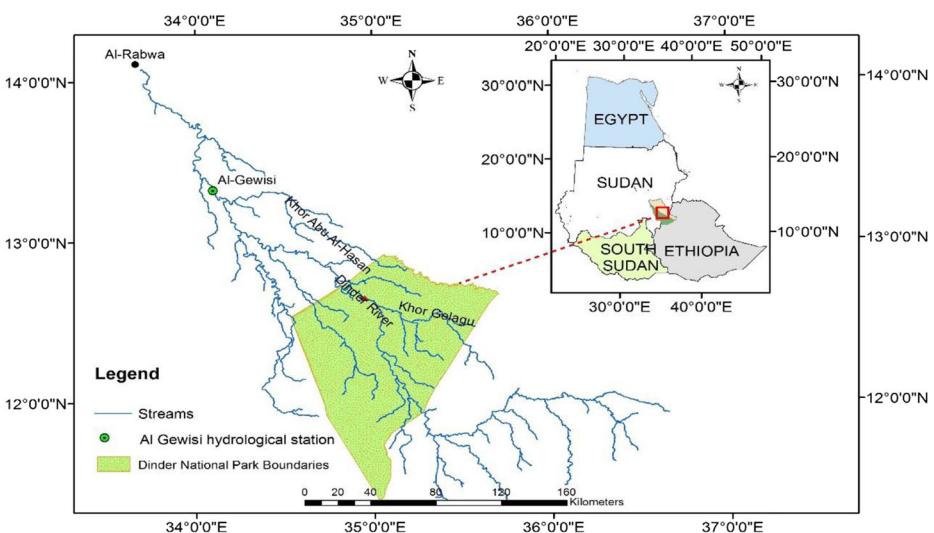 34°0'0"E
35°0'0"E
36°0'0"E
37°0'0"E
Al-Rabwa
N
W
E
S
20°0'0"E
30°0'0"E
40°0'0"E
50°0'0"E
14°0'0"N
30°0'0"N
30°0'0"N
14°0'0"N
EGYPT
20°0'0"N
20°0'0"N
Al-Gewisi
SUDAN
Khor Abu Al-Hasan
13°0'0"N
10°0'0"N
10°0'0"N
13°0'0"N
SOUTH
SUDAN
ETHIOPIA
Dinder River
Khor Gelagu
30°0'0"E
40°0'0"E
Legend
12°0'0"N
12°0'0"N
Streams
Al Gewisi hydrological station
Dinder National Park Boundaries
0 20 40 80 120 160
Kilometers
34°0'0"E
35°0'0"E
36°0'0"E
37°0'0"E